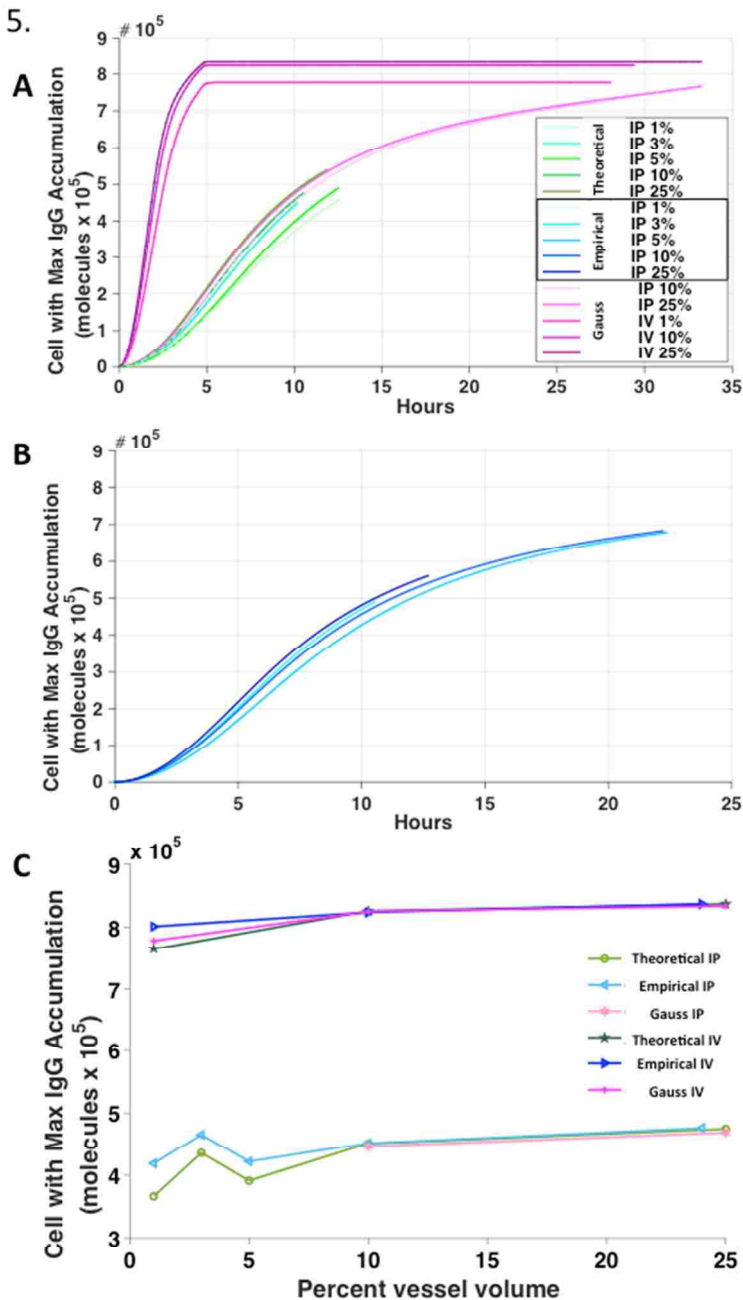 5.
A
# 10^5
9
8
7
6
5
4
3
2
1
0
Cell with Max IgG Accumulation
(molecules x 10^5)
0 5 10 15 20 25 30 35
Hours
Theoretical
IP 1%
IP 3%
IP 5%
IP 10%
IP 25%
Empirical
IP 1%
IP 3%
IP 5%
IP 10%
IP 25%
Gauss
IP 10%
IP 25%
IV 1%
IV 10%
IV 25%
B
# 10^5
9
8
7
6
5
4
3
2
1
0
Cell with Max IgG Accumulation
(molecules x 10^5)
0 5 10 15 20 25
Hours
C
x 10^5
9
8
7
6
5
4
3
Cell with Max IgG Accumulation
(molecules x 10^5)
Theoretical IP
Empirical IP
Gauss IP
Theoretical IV
Empirical IV
Gauss IV
0 5 10 15 20 25
Percent vessel volume